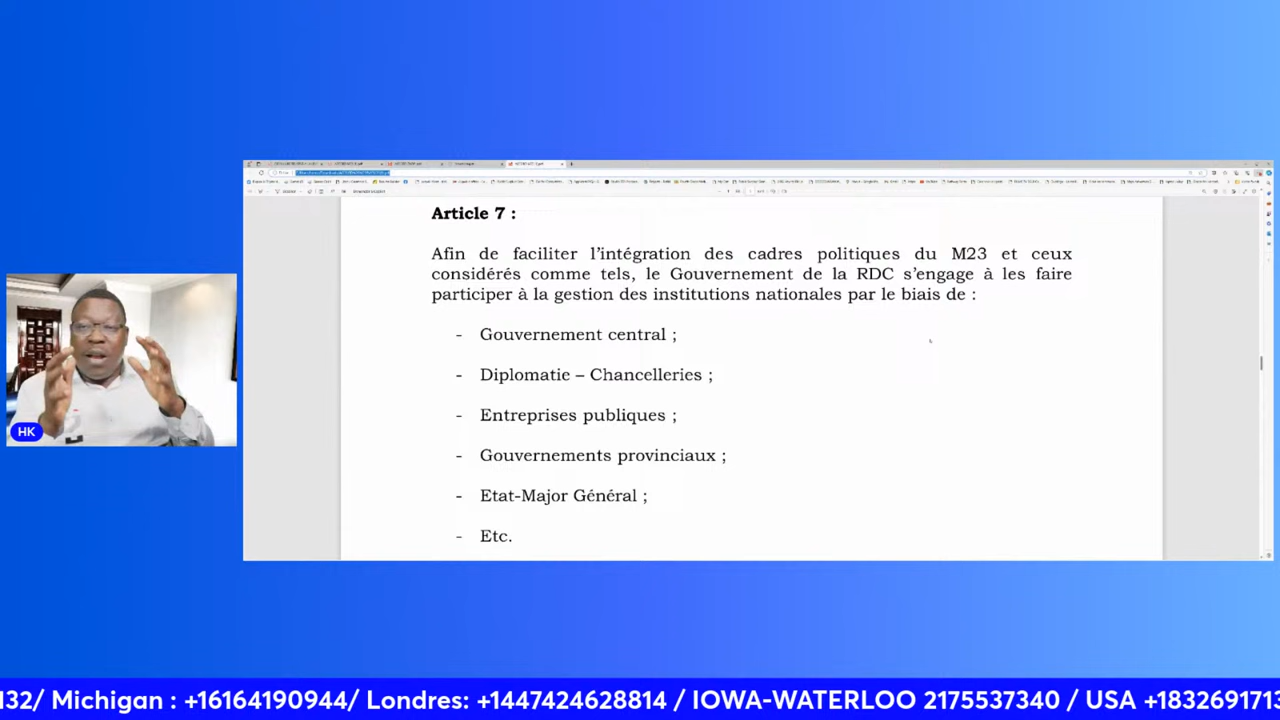 Article 7 :
Afin de faciliter l'intégration des cadres politiques du M23 et ceux
considérés comme tels, le Gouvernement de la RDC s'engage à les faire
participer à la gestion des institutions nationales par le biais de :
- Gouvernement central ;
- Diplomatie – Chancelleries ;
- Entreprises publiques ;
- Gouvernements provinciaux ;
- Etat-Major Général ;
- Etc.
HK
132/ Michigan : +16164190944/ Londres: +1447424628814 / IOWA-WATERLOO 2175537340 / USA +183269171